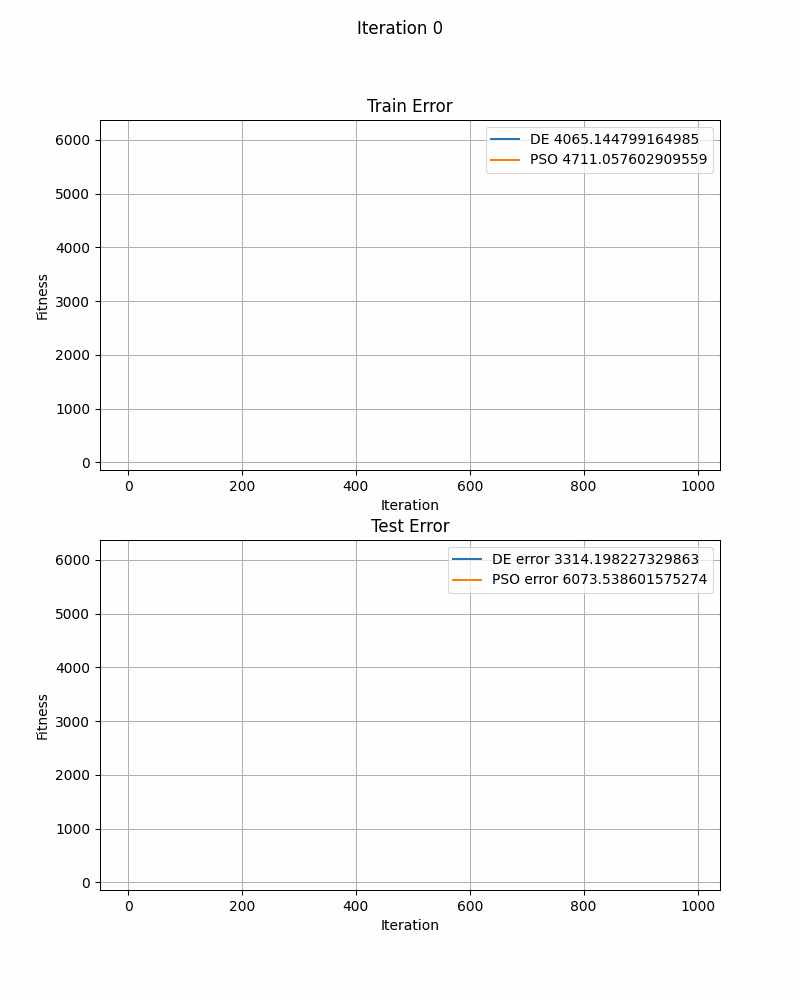 Iteration 0
Train Error
DE 4065.144799164985
PSO 4711.057602909559
6000
5000
4000
3000
2000
1000
0
Fitness
0 200 400 600 800 1000
Iteration
Test Error
DE error 3314.198227329863
PSO error 6073.538601575274
6000
5000
4000
3000
2000
1000
0
Fitness
0 200 400 600 800 1000
Iteration